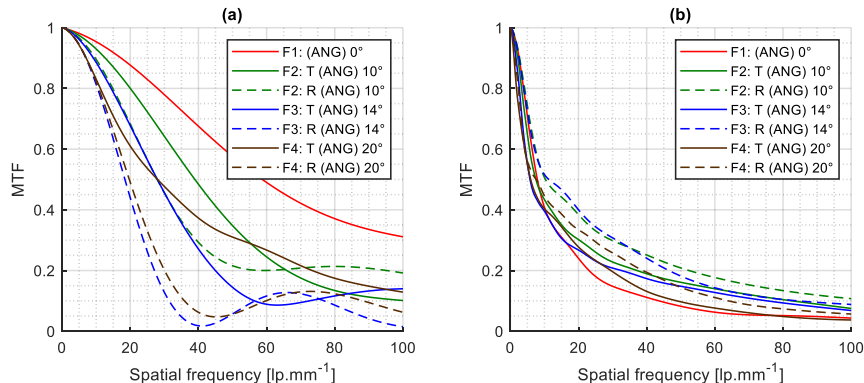 (a)
MTF
1
0.8
0.6
0.4
0.2
0
0 20 40 60 80 100
Spatial frequency [lp.mm⁻¹]
F1: (ANG) 0°
F2: T (ANG) 10°
F2: R (ANG) 10°
F3: T (ANG) 14°
F3: R (ANG) 14°
F4: T (ANG) 20°
F4: R (ANG) 20°
(b)
MTF
1
0.8
0.6
0.4
0.2
0
0 20 40 60 80 100
Spatial frequency [lp.mm⁻¹]
F1: (ANG) 0°
F2: T (ANG) 10°
F2: R (ANG) 10°
F3: T (ANG) 14°
F3: R (ANG) 14°
F4: T (ANG) 20°
F4: R (ANG) 20°